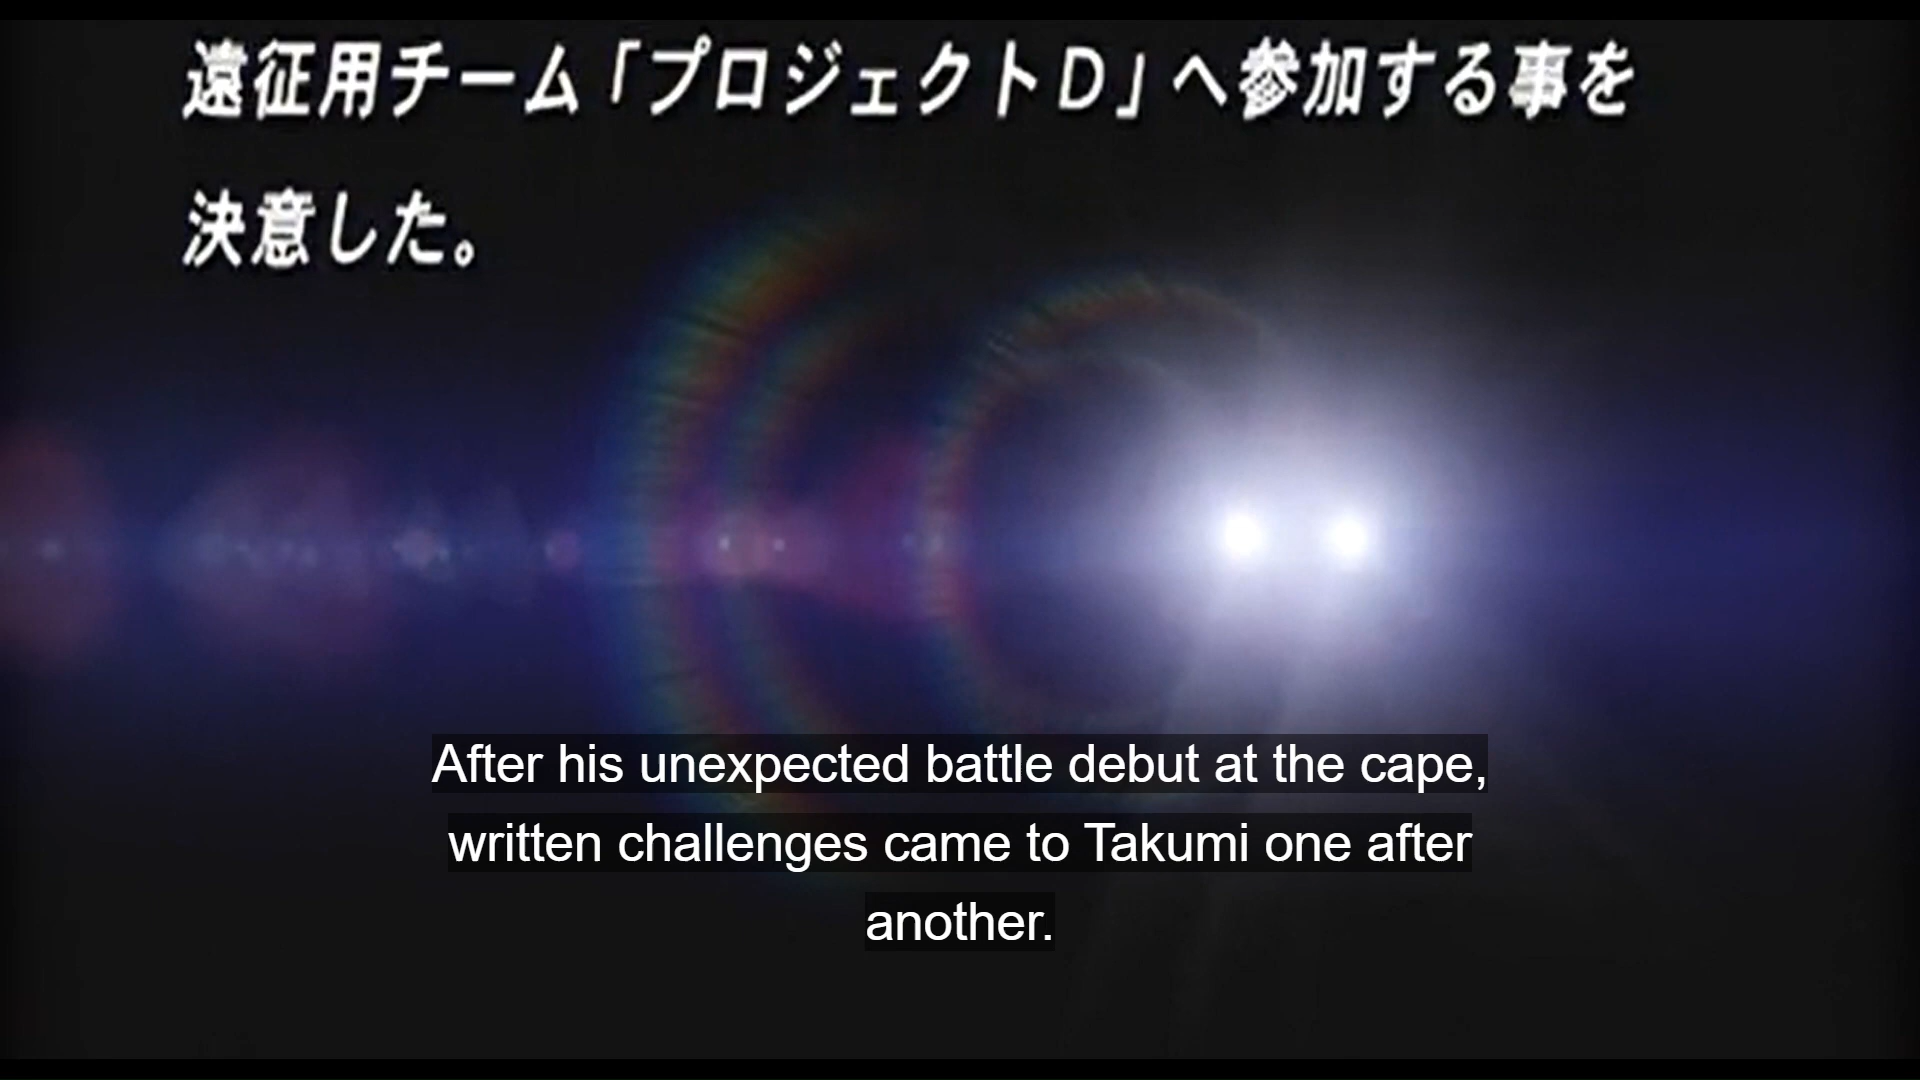 遠征用チーム「プロジェクトD」へ参加する事を
決意した。
After his unexpected battle debut at the cape,
written challenges came to Takumi one after
another.